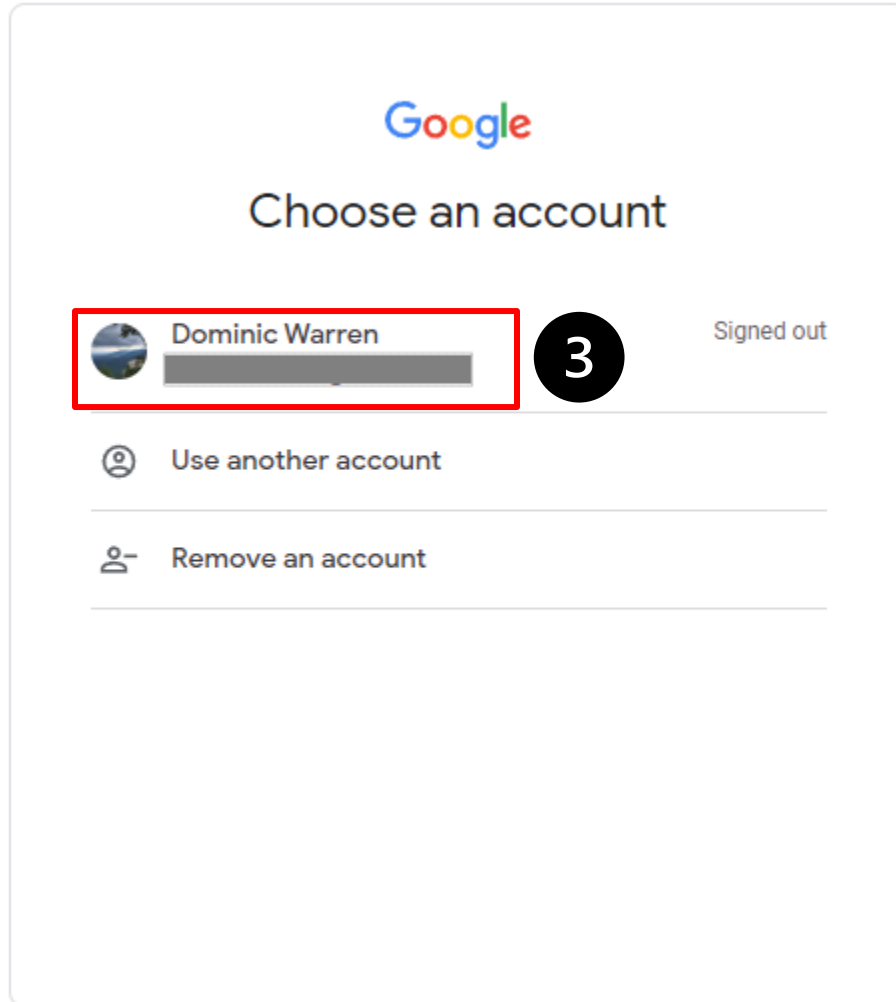 Google
Choose an account
Dominic Warren
3
Signed out
Use another account
Remove an account